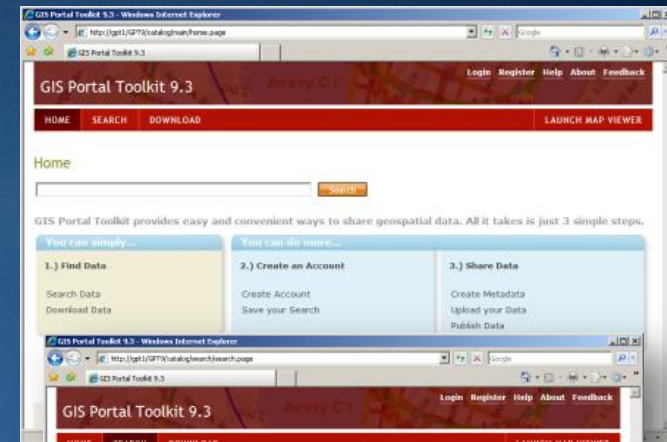 GIS Portal Toolkit 9.3 - Windows Internet Explorer
http://gpt1/GPT9/catalog/main/home.page
Google
GIS Portal Toolkit 9.3
Login Register Help About Feedback
GIS Portal Toolkit 9.3
HOME SEARCH DOWNLOAD LAUNCH MAP VIEWER
Home
Search
GIS Portal Toolkit provides easy and convenient ways to share geospatial data. All it takes is just 3 simple steps.
You can simply... You can do more...
1.) Find Data 2.) Create an Account 3.) Share Data
Search Data Create Account Create Metadata
Download Data Save your Search Upload your Data
Publish Data
GIS Portal Toolkit 9.3 - Windows Internet Explorer
http://gpt1/GPT9/catalog/search/search.page
Google
GIS Portal Toolkit 9.3
Login Register Help About Feedback
GIS Portal Toolkit 9.3
HOME SEARCH DOWNLOAD LAUNCH MAP VIEWER